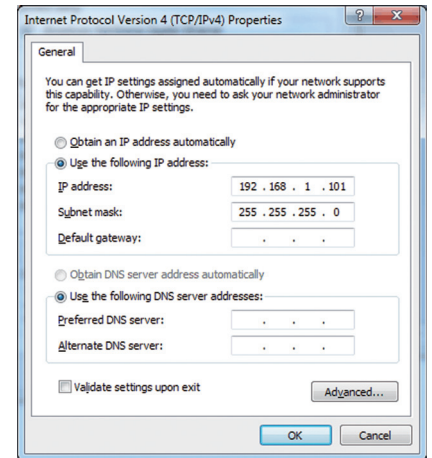 Internet Protocol Version 4 (TCP/IPv4) Properties
General
You can get IP settings assigned automatically if your network supports
this capability. Otherwise, you need to ask your network administrator
for the appropriate IP settings.
Obtain an IP address automatically
Use the following IP address:
IP address: 192 . 168 . 1 . 101
Subnet mask: 255 . 255 . 255 . 0
Default gateway: . . .
Obtain DNS server address automatically
Use the following DNS server addresses:
Preferred DNS server: . . .
Alternate DNS server: . . .
Validate settings upon exit
Advanced...
OK Cancel